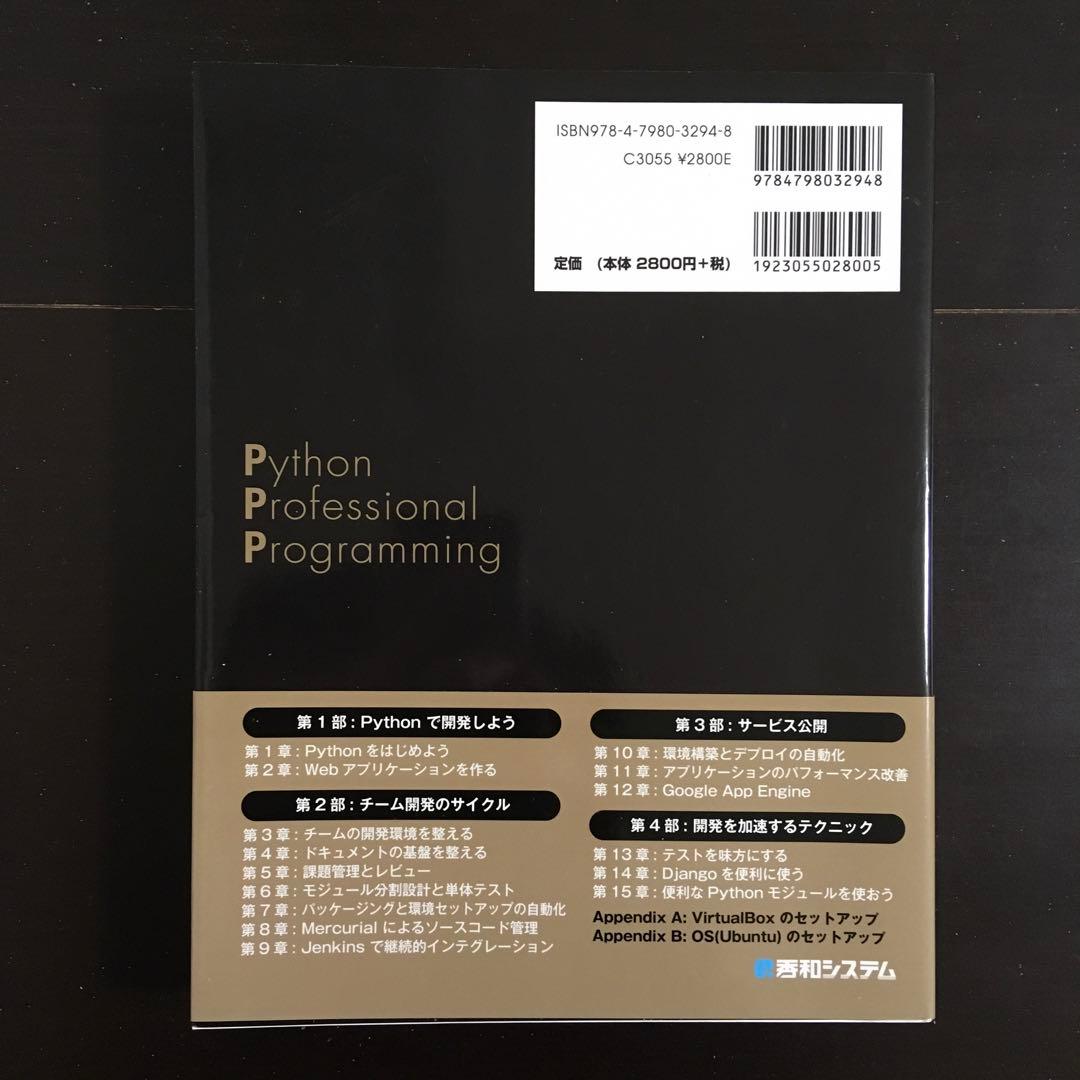 ISBN978-4-7980-3294-8
C3055 ¥2800E
9784798032948
定価 (本体 2800円+税)
1923055028005
Python
Professional
Programming
第1部:Python で開発しよう
第1章:Python をはじめよう
第2章:Web アプリケーションを作る
第2部:チーム開発のサイクル
第3章:チームの開発環境を整える
第4章:ドキュメントの基盤を整える
第5章:課題管理とレビュー
第6章:モジュール分割設計と単体テスト
第7章:パッケージングと環境セットアップの自動化
第8章:Mercurial によるソースコード管理
第9章:Jenkins で継続的インテグレーション
第3部:サービス公開
第10章:環境構築とデプロイの自動化
第11章:アプリケーションのパフォーマンス改善
第12章:Google App Engine
第4部:開発を加速するテクニック
第13章:テストを味方にする
第14章:Django を便利に使う
第15章:便利な Python モジュールを使おう
Appendix A: VirtualBox のセットアップ
Appendix B: OS(Ubuntu) のセットアップ
秀和システム